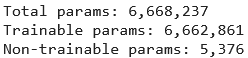 Total params: 6,668,237
Trainable params: 6,662,861
Non-trainable params: 5,376